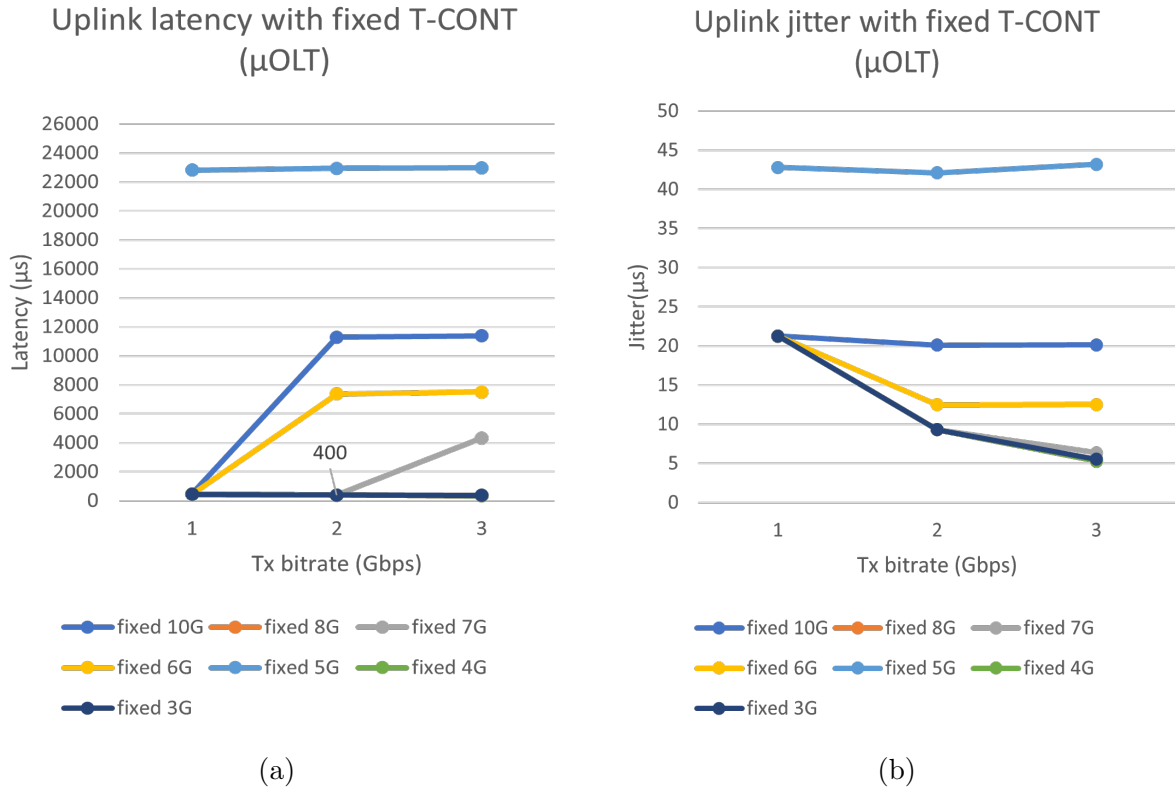 Uplink latency with fixed T-CONT
(µOLT)
26000
24000
22000
20000
18000
16000
14000
12000
10000
8000
6000
4000
2000
0
Latency (µs)
400
1
2
3
Tx bitrate (Gbps)
fixed 10G
fixed 8G
fixed 7G
fixed 6G
fixed 5G
fixed 4G
fixed 3G
(a)
Uplink jitter with fixed T-CONT
(µOLT)
50
45
40
35
30
25
20
15
10
5
0
Jitter(µs)
1
2
3
Tx bitrate (Gbps)
fixed 10G
fixed 8G
fixed 7G
fixed 6G
fixed 5G
fixed 4G
fixed 3G
(b)